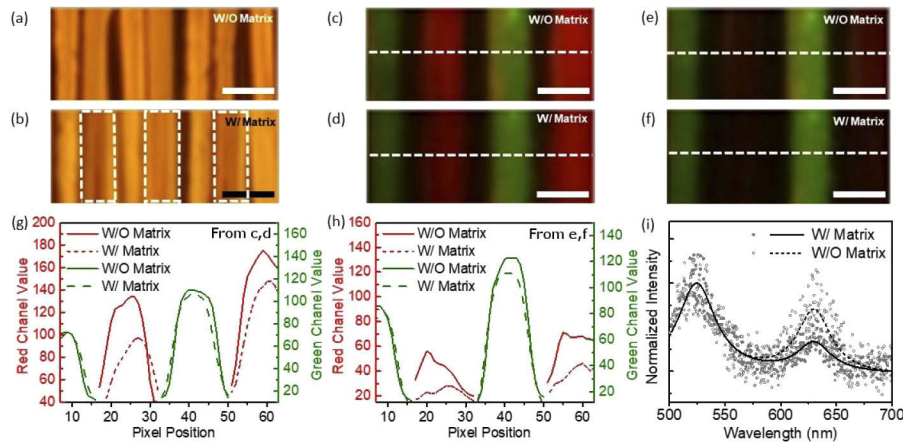 (a) W/O Matrix
(b) W/ Matrix
(c) W/O Matrix
(d) W/ Matrix
(e) W/O Matrix
(f) W/ Matrix
(g) From c,d
W/O Matrix
W/ Matrix
W/O Matrix
W/ Matrix
Red Chanel Value
200
180
160
140
120
100
80
60
40
Green Chanel Value
160
140
120
100
80
60
40
20
10 20 30 40 50 60
Pixel Position
(h) From e,f
W/O Matrix
W/ Matrix
W/O Matrix
W/ Matrix
Red Chanel Value
160
140
120
100
80
60
40
20
Green Chanel Value
140
120
100
80
60
40
20
10 20 30 40 50 60
Pixel Position
(i)
W/ Matrix
W/O Matrix
Normalized Intensity
500 550 600 650 700
Wavelength (nm)